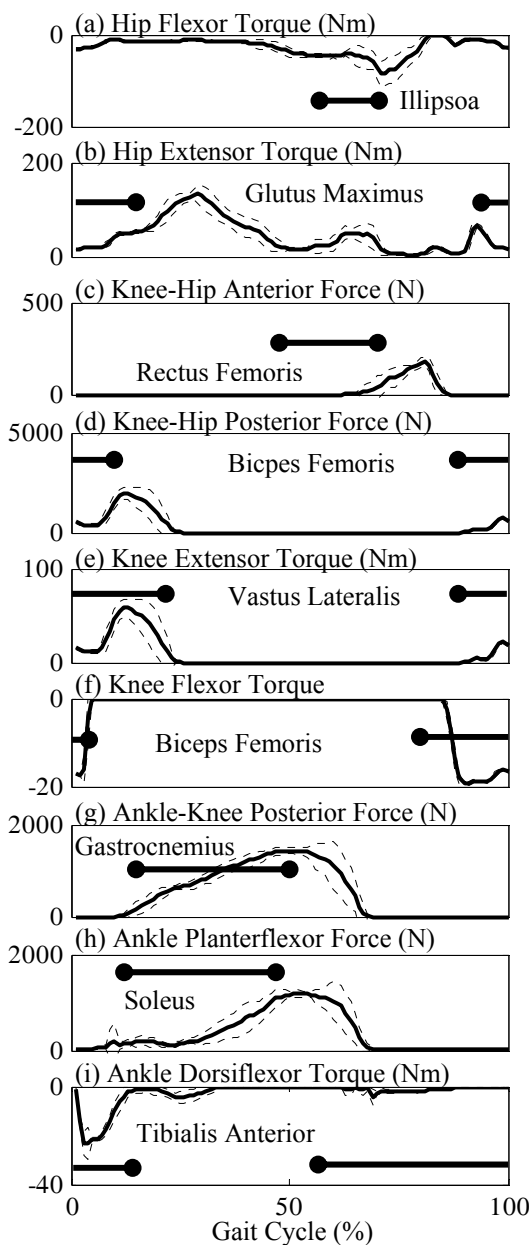 (a) Hip Flexor Torque (Nm)
0
Illipsoa
-200
(b) Hip Extensor Torque (Nm)
200
Glutus Maximus
0
(c) Knee-Hip Anterior Force (N)
500
Rectus Femoris
0
(d) Knee-Hip Posterior Force (N)
5000
Bicpes Femoris
0
(e) Knee Extensor Torque (Nm)
100
Vastus Lateralis
0
(f) Knee Flexor Torque
0
Biceps Femoris
-20
(g) Ankle-Knee Posterior Force (N)
2000
Gastrocnemius
0
(h) Ankle Planterflexor Force (N)
2000
Soleus
0
(i) Ankle Dorsiflexor Torque (Nm)
0
Tibialis Anterior
-40
0 50 100
Gait Cycle (%)